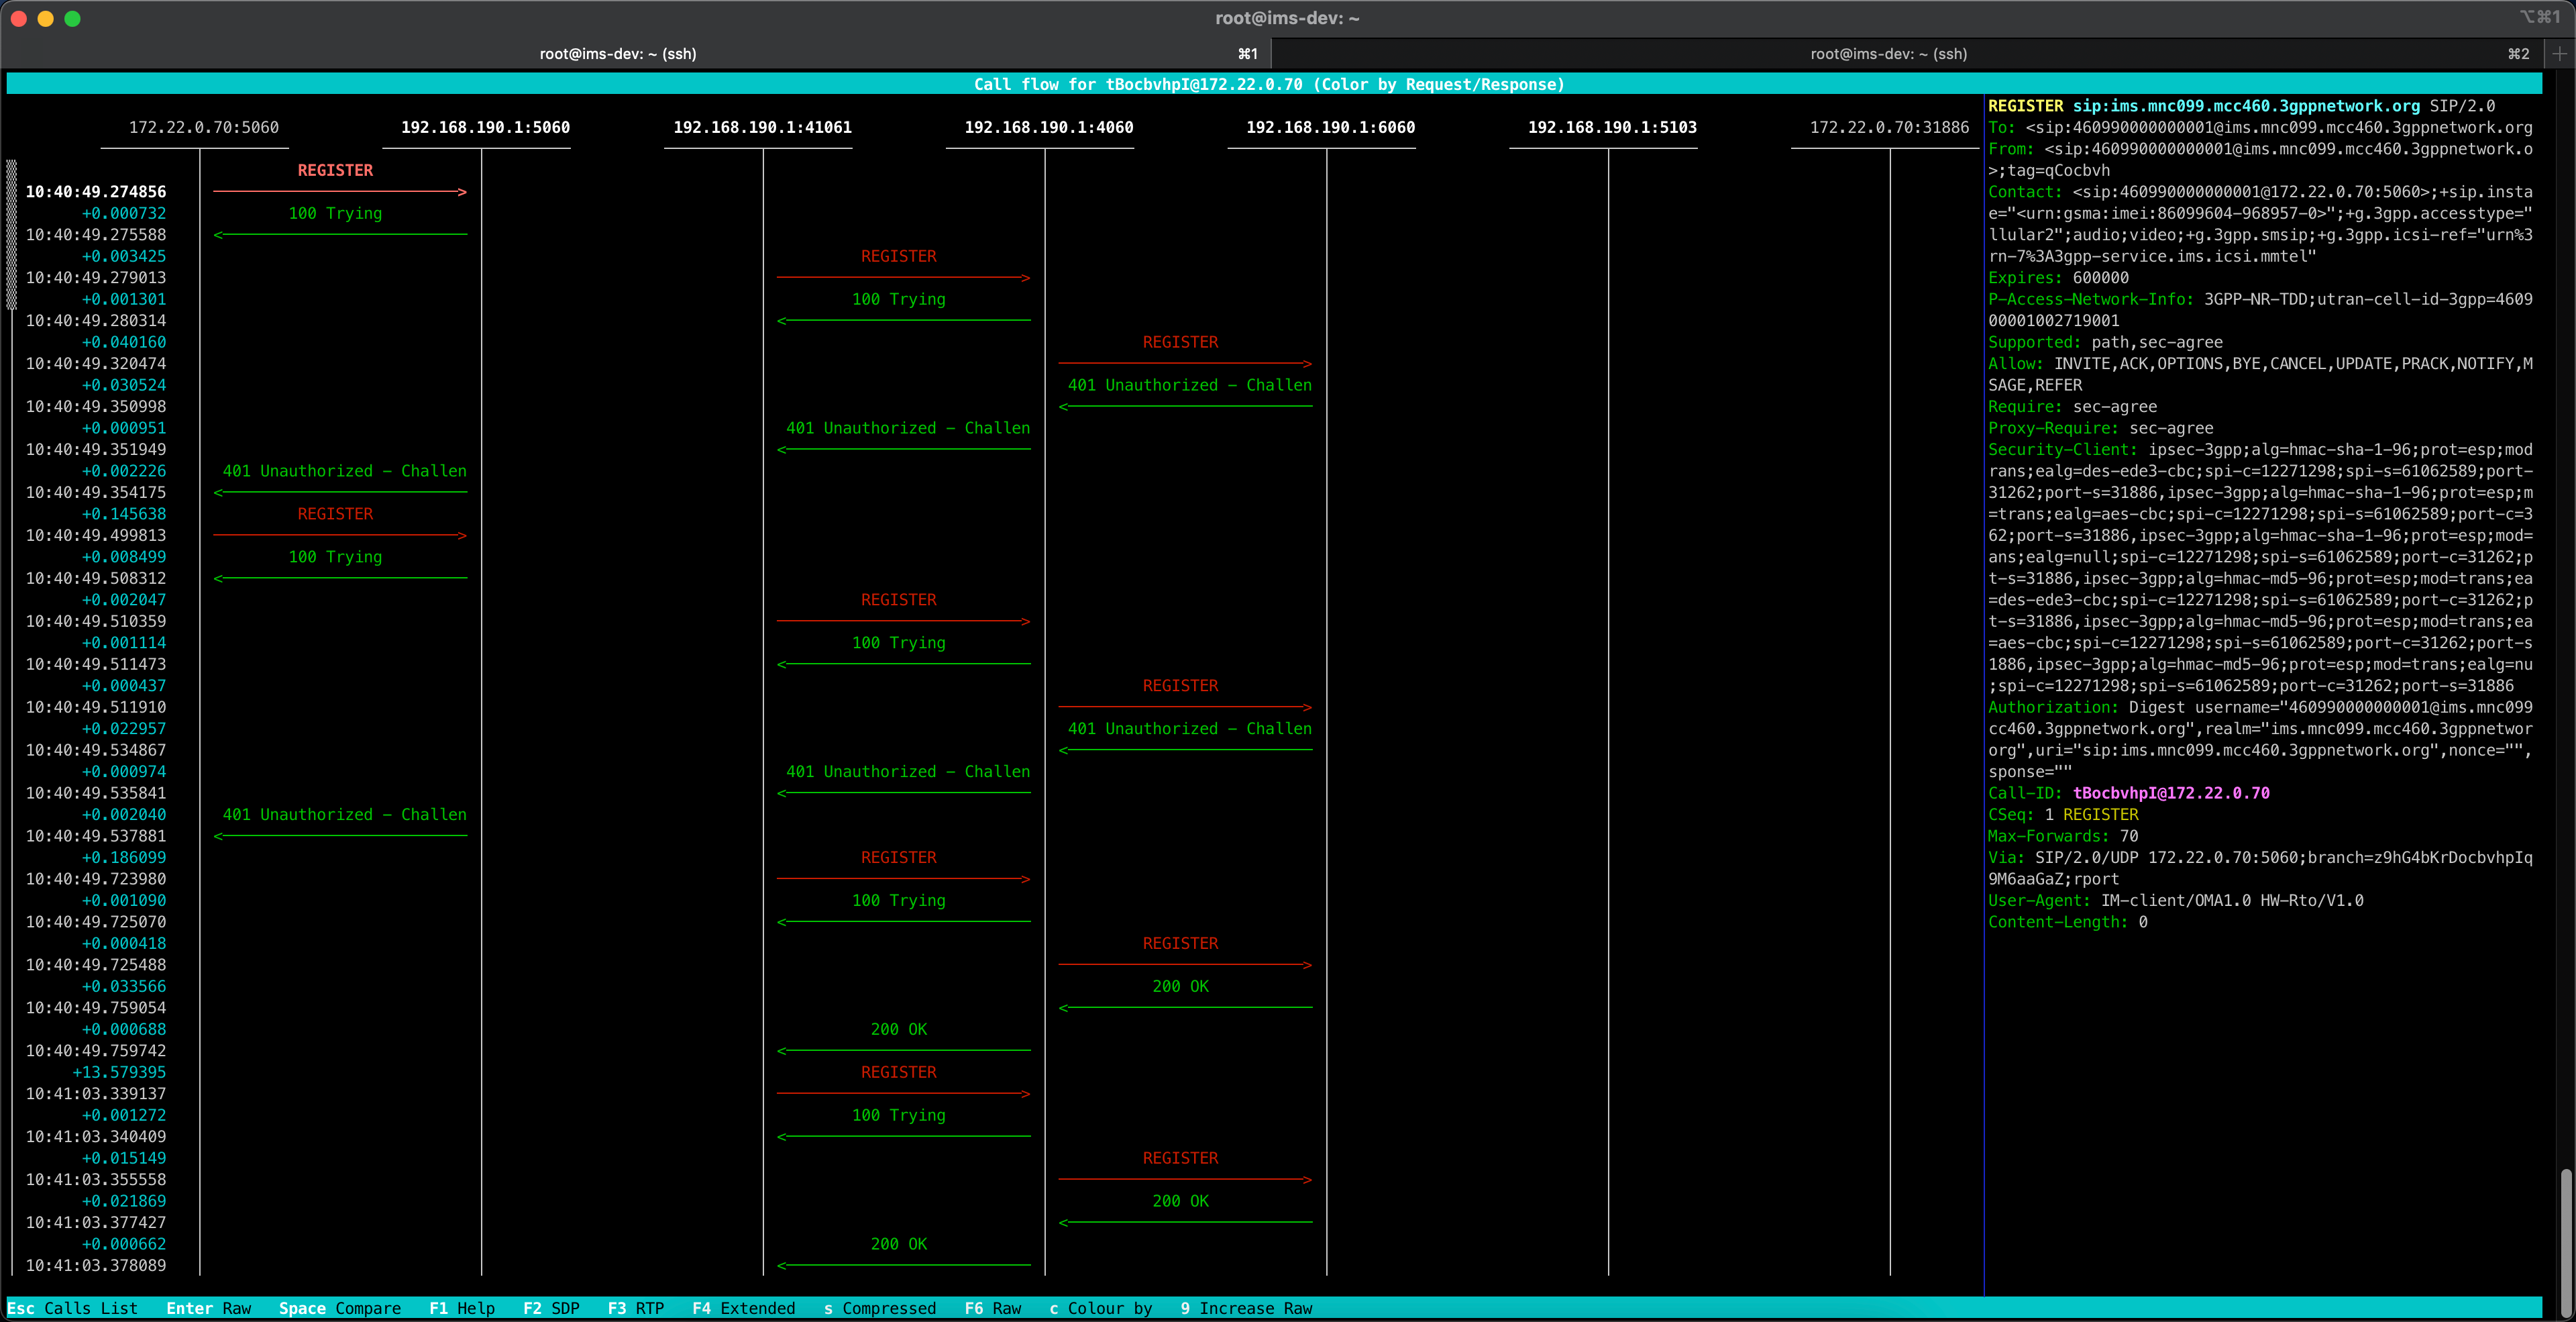 root@ims-dev: ~
⌥⌘1
root@ims-dev: ~ (ssh) ⌘1 root@ims-dev: ~ (ssh) ⌘2 +
Call flow for tBocbvhpI@172.22.0.70 (Color by Request/Response)
172.22.0.70:5060 192.168.190.1:5060 192.168.190.1:41061 192.168.190.1:4060 192.168.190.1:6060 192.168.190.1:5103 172.22.0.70:31886
REGISTER
10:40:49.274856
+0.000732 100 Trying
10:40:49.275588
+0.003425 REGISTER
10:40:49.279013
+0.001301 100 Trying
10:40:49.280314
+0.040160 REGISTER
10:40:49.320474
+0.030524 401 Unauthorized - Challen
10:40:49.350998
+0.000951 401 Unauthorized - Challen
10:40:49.351949
+0.002226 401 Unauthorized - Challen
10:40:49.354175
+0.145638 REGISTER
10:40:49.499813
+0.008499 100 Trying
10:40:49.508312
+0.002047 REGISTER
10:40:49.510359
+0.001114 100 Trying
10:40:49.511473
+0.000437 REGISTER
10:40:49.511910
+0.022957 401 Unauthorized - Challen
10:40:49.534867
+0.000974 401 Unauthorized - Challen
10:40:49.535841
+0.002040 401 Unauthorized - Challen
10:40:49.537881
+0.186099 REGISTER
10:40:49.723980
+0.001090 100 Trying
10:40:49.725070
+0.000418 REGISTER
10:40:49.725488
+0.033566 200 OK
10:40:49.759054
+0.000688 200 OK
10:40:49.759742
+13.579395 REGISTER
10:41:03.339137
+0.001272 100 Trying
10:41:03.340409
+0.015149 REGISTER
10:41:03.355558
+0.021869 200 OK
10:41:03.377427
+0.000662 200 OK
10:41:03.378089
REGISTER sip:ims.mnc099.mcc460.3gppnetwork.org SIP/2.0
To: <sip:460990000000001@ims.mnc099.mcc460.3gppnetwork.org
From: <sip:460990000000001@ims.mnc099.mcc460.3gppnetwork.o
>;tag=qCocbvh
Contact: <sip:460990000000001@172.22.0.70:5060>;+sip.insta
e="<urn:gsma:imei:86099604-968957-0>";+g.3gpp.accesstype="
llular2";audio;video;+g.3gpp.smsip;+g.3gpp.icsi-ref="urn%3
rn-7%3A3gpp-service.ims.icsi.mmtel"
Expires: 600000
P-Access-Network-Info: 3GPP-NR-TDD;utran-cell-id-3gpp=4609
00001002719001
Supported: path,sec-agree
Allow: INVITE,ACK,OPTIONS,BYE,CANCEL,UPDATE,PRACK,NOTIFY,M
SAGE,REFER
Require: sec-agree
Proxy-Require: sec-agree
Security-Client: ipsec-3gpp;alg=hmac-sha-1-96;prot=esp;mod
rans;ealg=des-ede3-cbc;spi-c=12271298;spi-s=61062589;port-
31262;port-s=31886,ipsec-3gpp;alg=hmac-sha-1-96;prot=esp;m
=trans;ealg=aes-cbc;spi-c=12271298;spi-s=61062589;port-c=3
62;port-s=31886,ipsec-3gpp;alg=hmac-sha-1-96;prot=esp;mod=
ans;ealg=null;spi-c=12271298;spi-s=61062589;port-c=31262;p
t-s=31886,ipsec-3gpp;alg=hmac-md5-96;prot=esp;mod=trans;ea
=des-ede3-cbc;spi-c=12271298;spi-s=61062589;port-c=31262;p
t-s=31886,ipsec-3gpp;alg=hmac-md5-96;prot=esp;mod=trans;ea
=aes-cbc;spi-c=12271298;spi-s=61062589;port-c=31262;port-s
1886,ipsec-3gpp;alg=hmac-md5-96;prot=esp;mod=trans;ealg=nu
;spi-c=12271298;spi-s=61062589;port-c=31262;port-s=31886
Authorization: Digest username="460990000000001@ims.mnc099
cc460.3gppnetwork.org",realm="ims.mnc099.mcc460.3gppnetwor
org",uri="sip:ims.mnc099.mcc460.3gppnetwork.org",nonce="",
sponse=""
Call-ID: tBocbvhpI@172.22.0.70
CSeq: 1 REGISTER
Max-Forwards: 70
Via: SIP/2.0/UDP 172.22.0.70:5060;branch=z9hG4bKrDocbvhpIq
9M6aaGaZ;rport
User-Agent: IM-client/OMA1.0 HW-Rto/V1.0
Content-Length: 0
Esc Calls List Enter Raw Space Compare F1 Help F2 SDP F3 RTP F4 Extended s Compressed F6 Raw c Colour by 9 Increase Raw